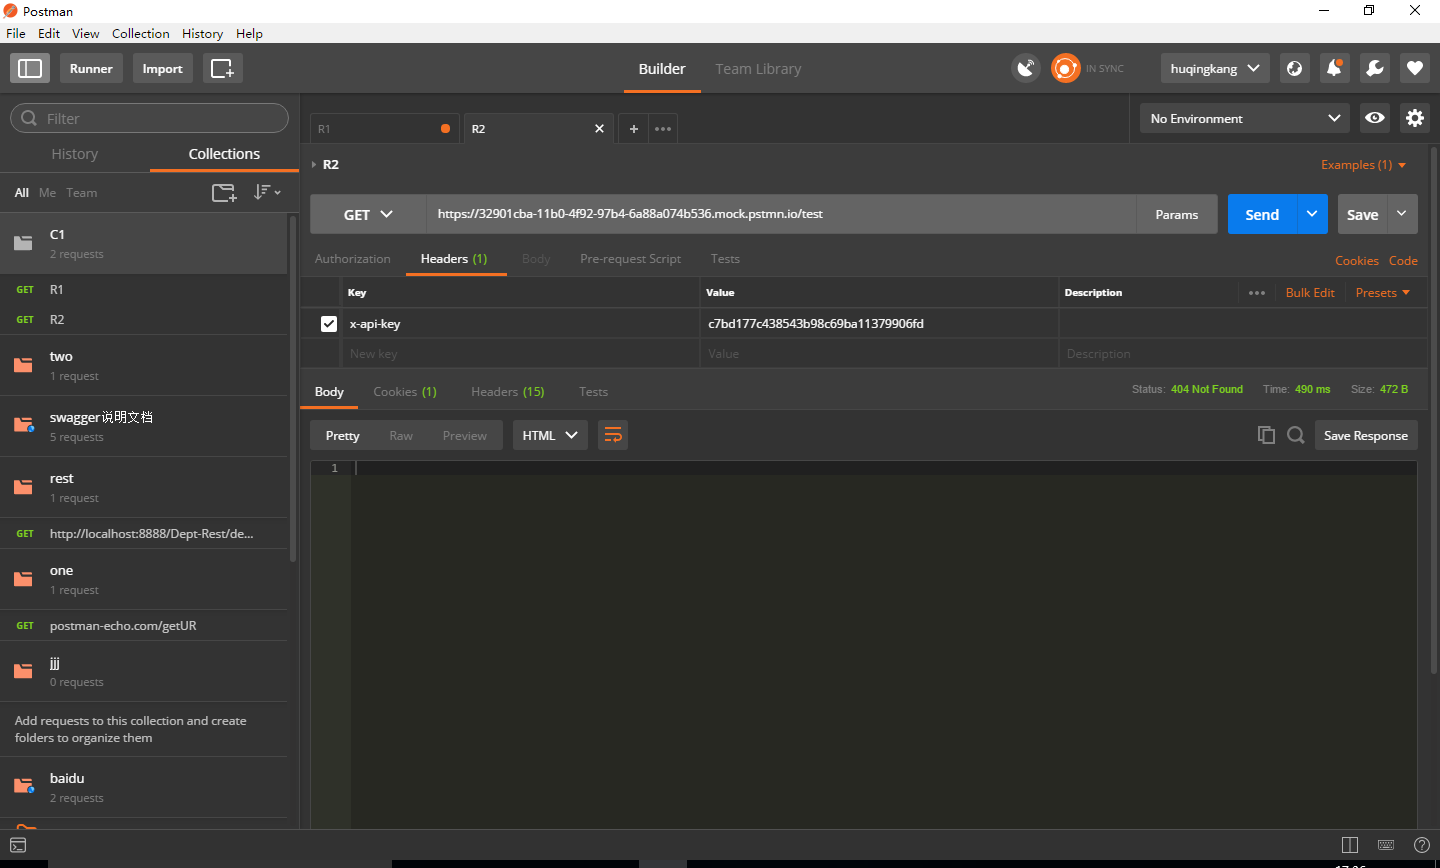 Postman
File Edit View Collection History Help
Runner Import Builder Team Library IN SYNC huqingkang
Filter
History Collections
All Me Team
C1
2 requests
GET R1
GET R2
two
1 request
swagger说明文档
5 requests
rest
1 request
GET http://localhost:8888/Dept-Rest/de...
one
1 request
GET postman-echo.com/getUR
jjj
0 requests
Add requests to this collection and create
folders to organize them
baidu
2 requests
R1 R2 No Environment
R2 Examples (1)
GET https://32901cba-11b0-4f92-97b4-6a88a074b536.mock.pstmn.io/test Params Send Save
Authorization Headers (1) Body Pre-request Script Tests Cookies Code
Key Value Description Bulk Edit Presets
x-api-key c7bd177c438543b98c69ba11379906fd
New key Value Description
Body Cookies (1) Headers (15) Tests Status: 404 Not Found Time: 490 ms Size: 472 B
Pretty Raw Preview HTML Save Response
1